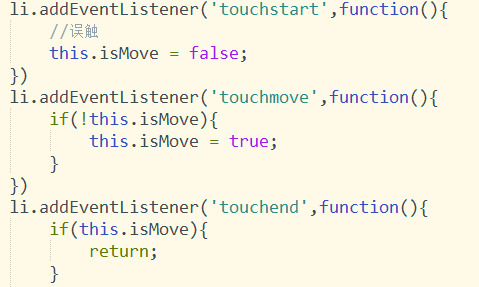 li.addEventListener('touchstart',function(){
    //误触
    this.isMove = false;
})
li.addEventListener('touchmove',function(){
    if(!this.isMove){
        this.isMove = true;
    }
})
li.addEventListener('touchend',function(){
    if(this.isMove){
        return;
    }